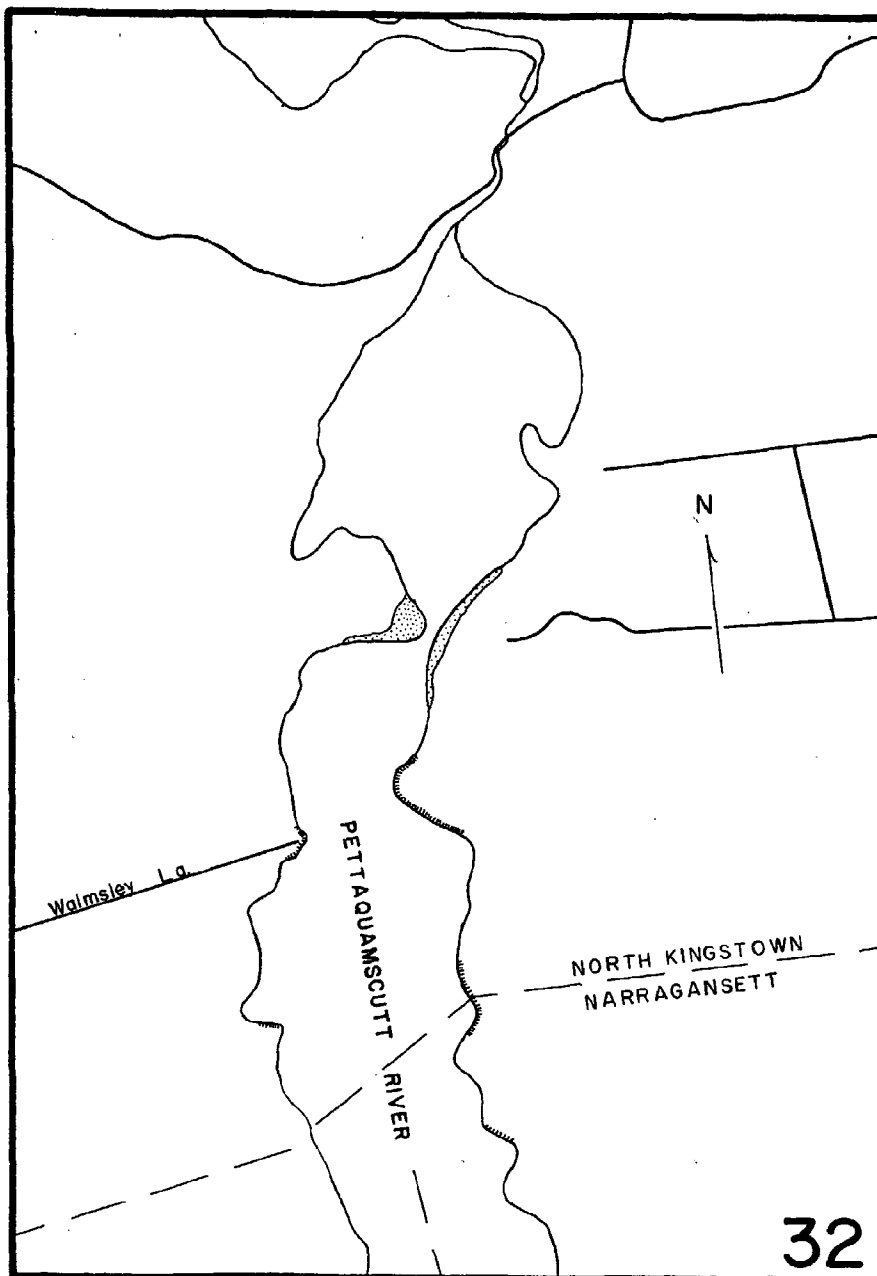 N
Walmsley La.
PETTAQUAMSCUTT RIVER
NORTH KINGSTOWN
NARRAGANSETT
32